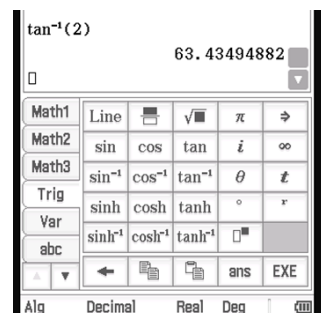 tan⁻¹(2)
63.43494882
Math1 Line √■ π ⇒
Math2 sin cos tan i ∞
Math3 sin⁻¹ cos⁻¹ tan⁻¹ θ t
Trig sinh cosh tanh ° r
Var sinh⁻¹ cosh⁻¹ tanh⁻¹ □■
abc
▲ ▼ ← ans EXE
Alg Decimal Real Deg